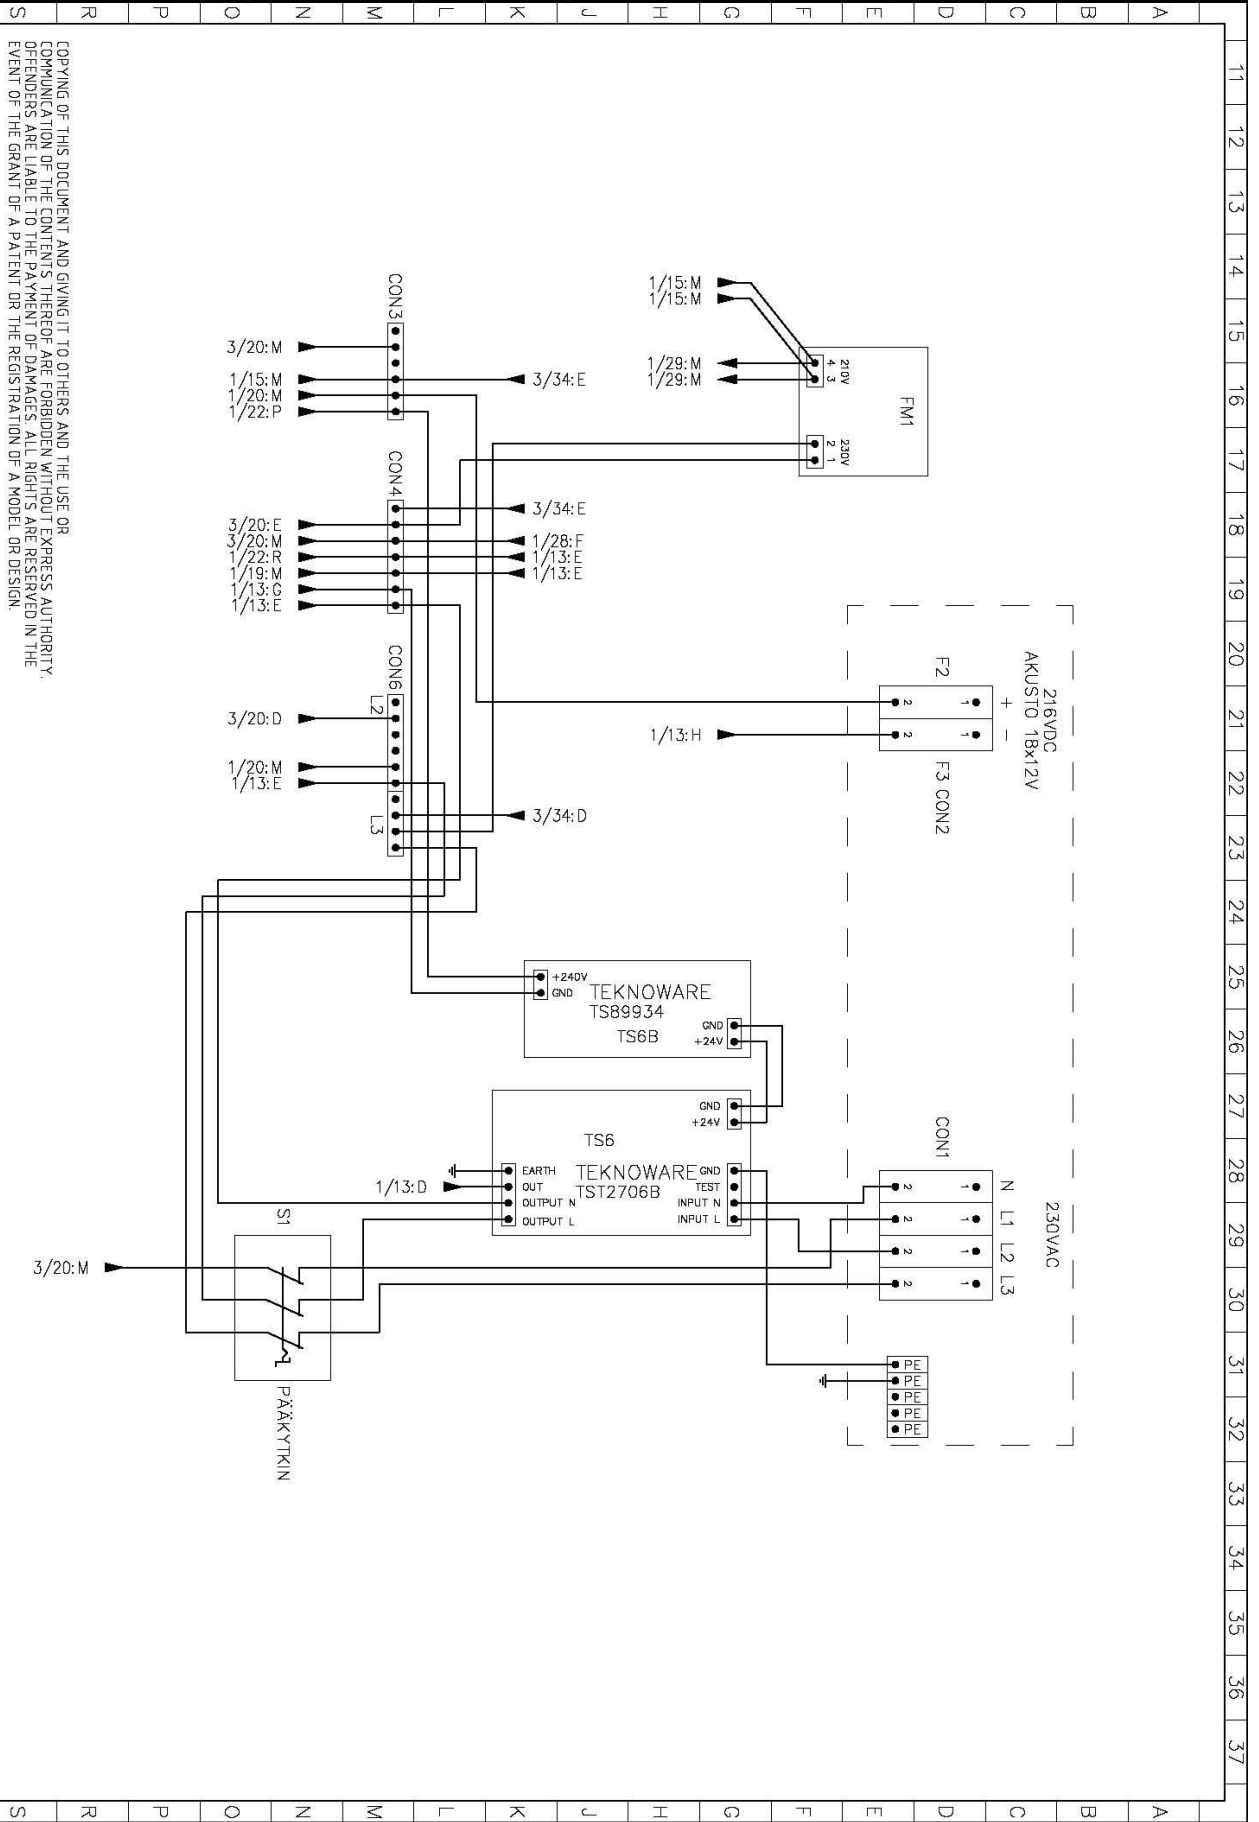 S R P O N M L K J H G F E D C B A
11
12
13
14
15
16
17
18
19
20
21
22
23
24
25
26
27
28
29
30
31
32
33
34
35
36
37
COPYING OF THIS DOCUMENT AND GIVING IT TO OTHERS AND THE USE OR
COMMUNICATION OF THE CONTENTS THEREOF ARE FORBIDDEN WITHOUT EXPRESS AUTHORITY.
OFFENDERS ARE LIABLE TO THE PAYMENT OF DAMAGES. ALL RIGHTS ARE RESERVED IN THE
EVENT OF THE GRANT OF A PATENT OR THE REGISTRATION OF A MODEL OR DESIGN.
1/15:M
1/15:M
1/29:M
1/29:M
4 3
210V
2 1
230V
FM1
CON3
3/20:M
1/15:M
1/20:M
1/22:P
3/34:E
CON4
3/20:E
3/20:M
1/22:R
1/19:M
1/13:G
1/13:E
3/34:E
1/28:F
1/13:E
1/13:E
CON6
L2
L3
3/20:D
1/20:M
1/13:E
3/34:D
1/13:H
F2
2 1 +
2 1 -
F3 CON2
216VDC
AKUSTO 18x12V
+240V
GND
TEKNOWARE
TS89934
TS6B
GND
+24V
GND
+24V
TS6
TEKNOWARE
TST2706B
EARTH
OUT
OUTPUT N
OUTPUT L
GND
TEST
INPUT N
INPUT L
1/13:D
CON1
2 1 N
2 1 L1
2 1 L2
2 1 L3
230VAC
S1
3/20:M
PÄÄKYTKIN
PE
PE
PE
PE
PE
S R P O N M L K J H G F E D C B A